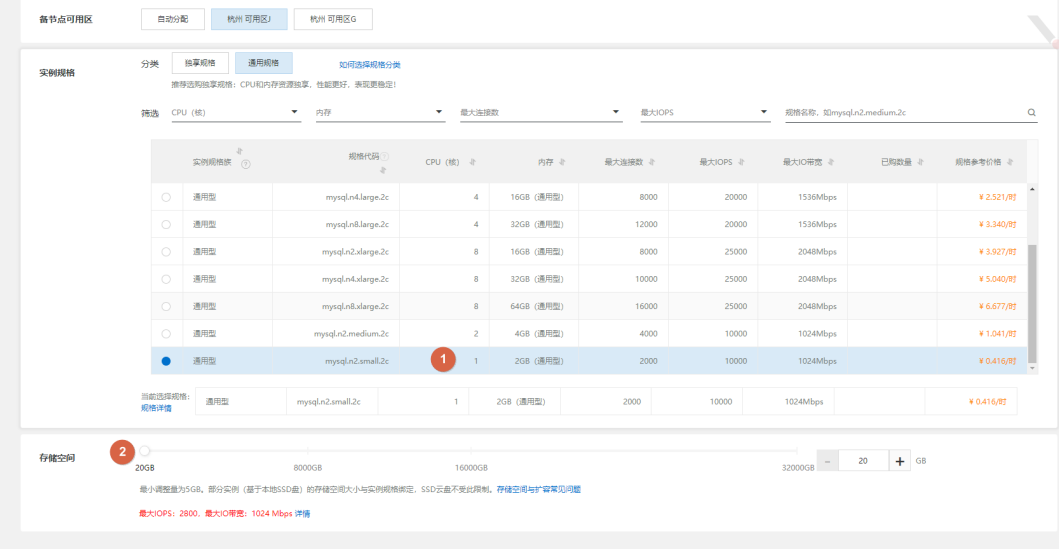 备节点可用区 自动分配 杭州 可用区J 杭州 可用区G
实例规格 分类 独享规格 通用规格 如何选择规格分类
推荐选购独享规格：CPU和内存资源独享，性能更好，表现更稳定！
筛选 CPU（核） 内存 最大连接数 最大IOPS 规格名称，如mysql.n2.medium.2c
实例规格族 ? 规格代码 ? CPU（核） 内存 最大连接数 最大IOPS 最大IO带宽 已购数量 规格参考价格
通用型 mysql.n4.large.2c 4 16GB（通用型） 8000 20000 1536Mbps ¥ 2.521/时
通用型 mysql.n8.large.2c 4 32GB（通用型） 12000 20000 1536Mbps ¥ 3.340/时
通用型 mysql.n2.xlarge.2c 8 16GB（通用型） 8000 25000 2048Mbps ¥ 3.927/时
通用型 mysql.n4.xlarge.2c 8 32GB（通用型） 10000 25000 2048Mbps ¥ 5.040/时
通用型 mysql.n8.xlarge.2c 8 64GB（通用型） 16000 25000 2048Mbps ¥ 6.677/时
通用型 mysql.n2.medium.2c 2 4GB（通用型） 4000 10000 1024Mbps ¥ 1.041/时
通用型 mysql.n2.small.2c 1 1 2GB（通用型） 2000 10000 1024Mbps ¥ 0.416/时
当前选择规格：
规格详情 通用型 mysql.n2.small.2c 1 2GB（通用型） 2000 10000 1024Mbps ¥ 0.416/时
存储空间 2
20GB 8000GB 16000GB 32000GB - 20 + GB
最小调整量为5GB。部分实例（基于本地SSD盘）的存储空间大小与实例规格绑定，SSD云盘不受此限制。存储空间与扩容常见问题
最大IOPS：2800，最大IO带宽：1024 Mbps 详情